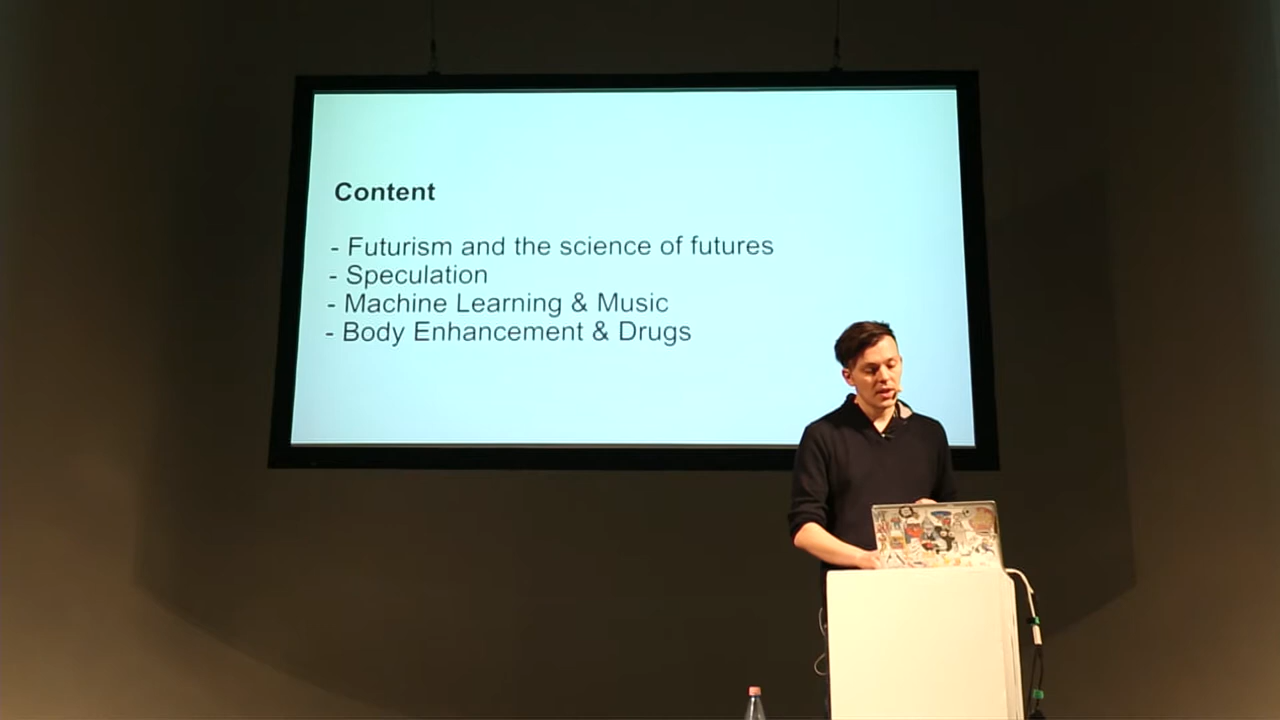 Content
- Futurism and the science of futures
- Speculation
- Machine Learning & Music
- Body Enhancement & Drugs